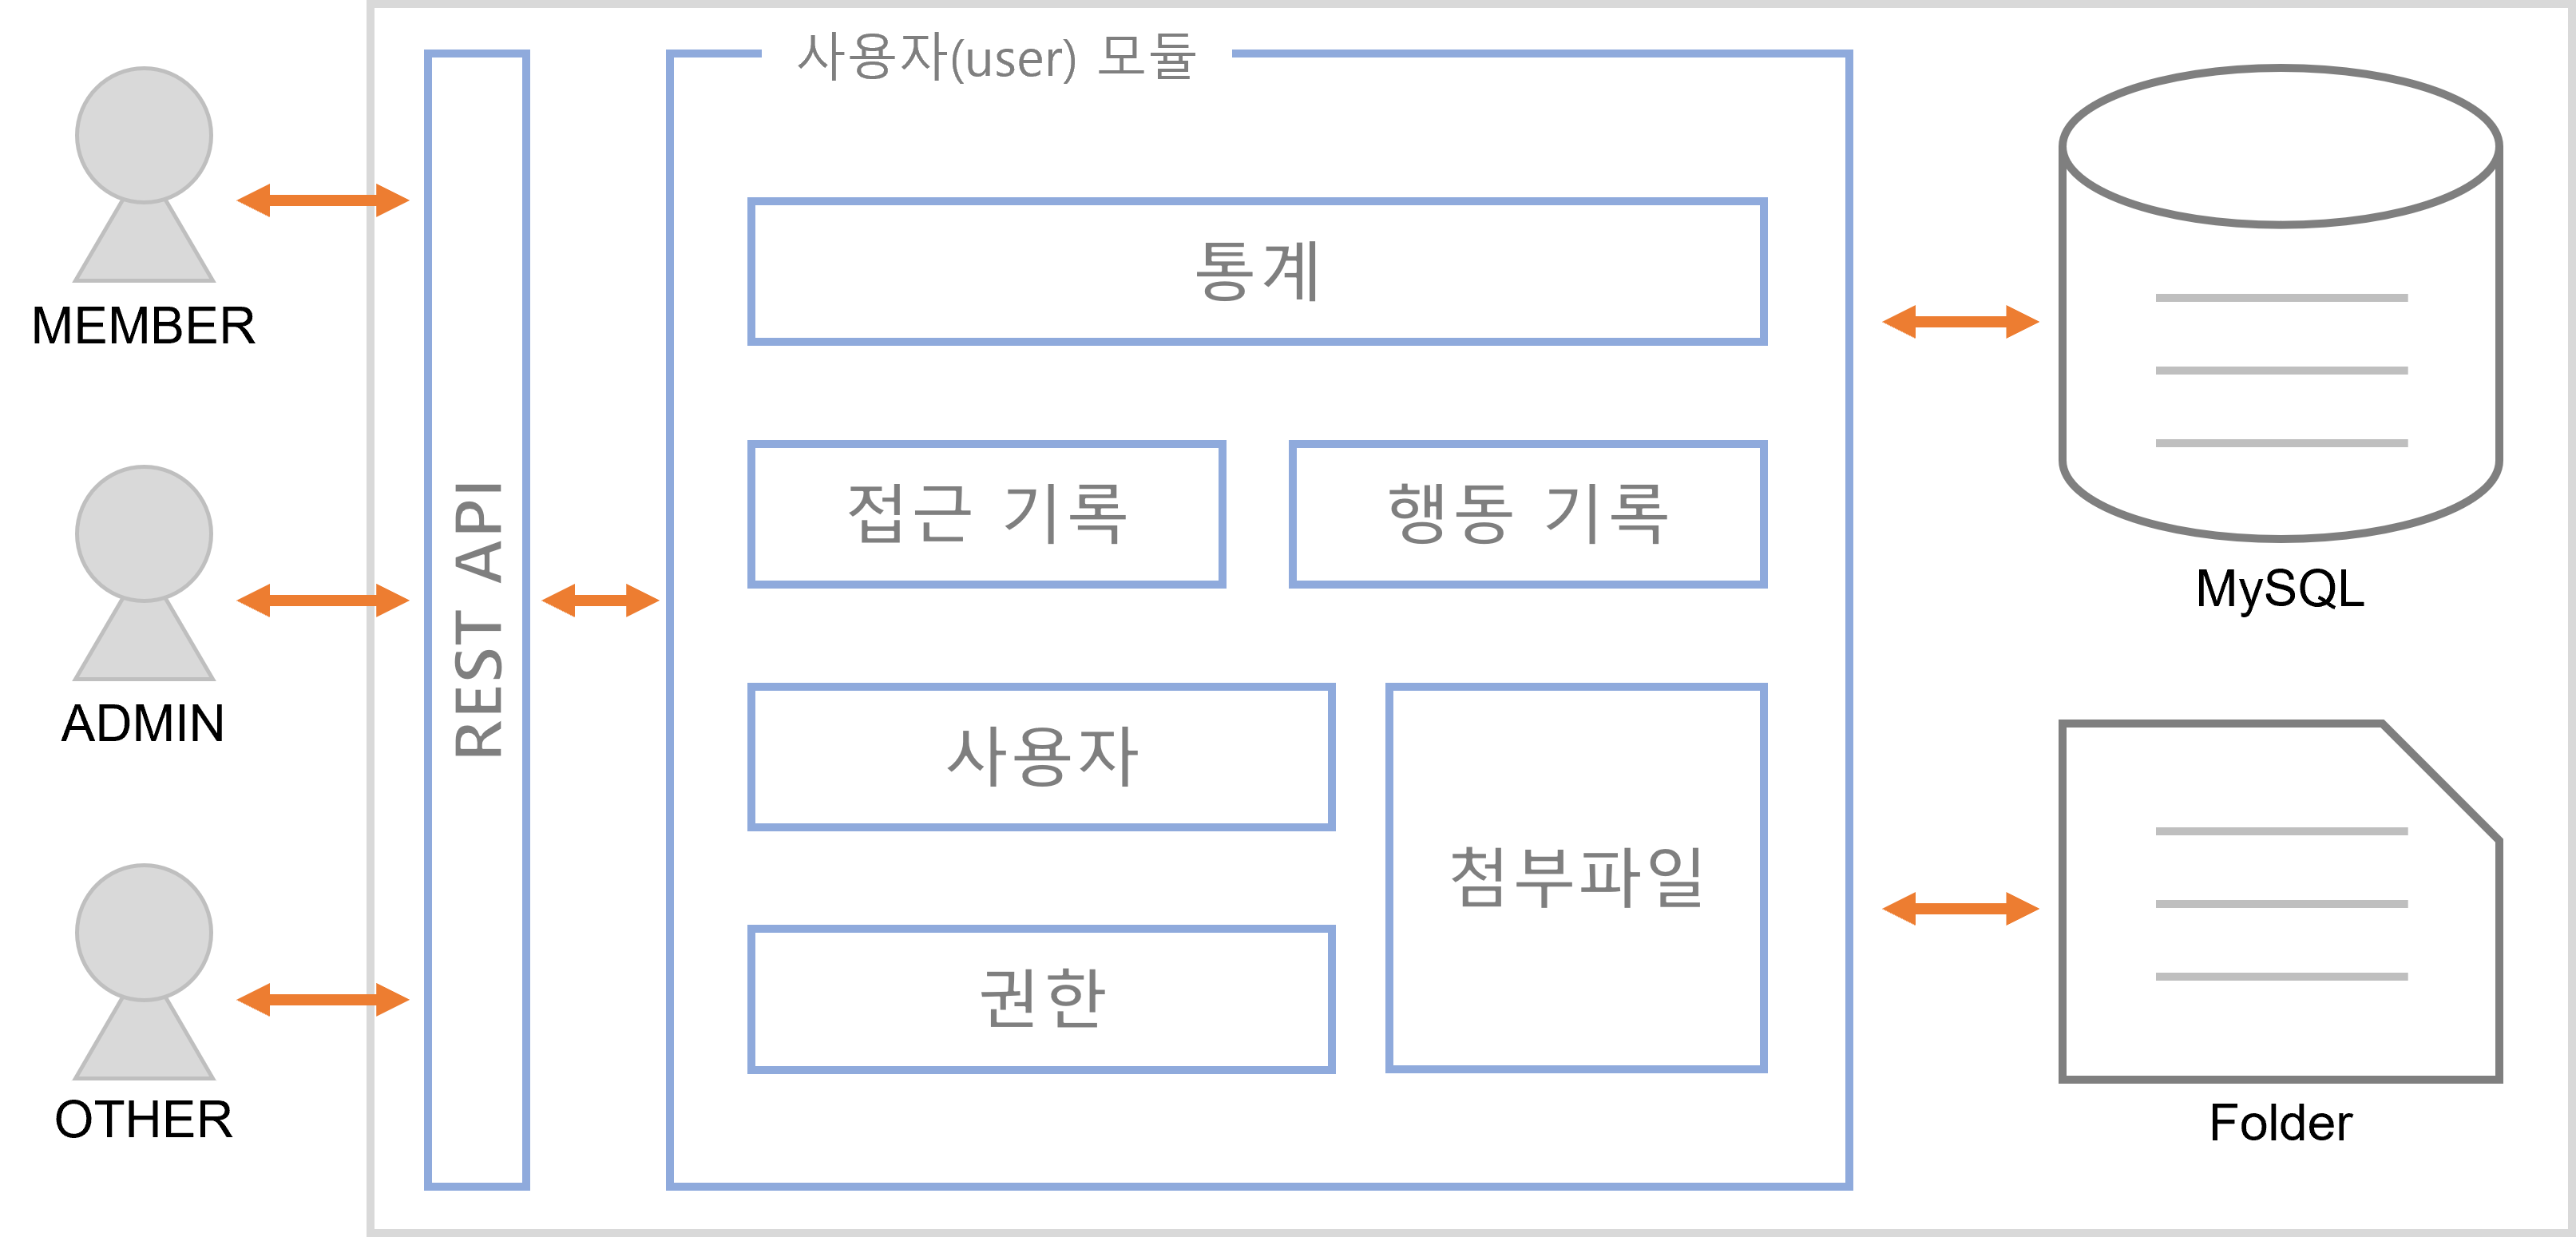 사용자(user) 모듈
MEMBER
ADMIN
OTHER
REST API
통계
접근 기록
행동 기록
사용자
권한
첨부파일
MySQL
Folder